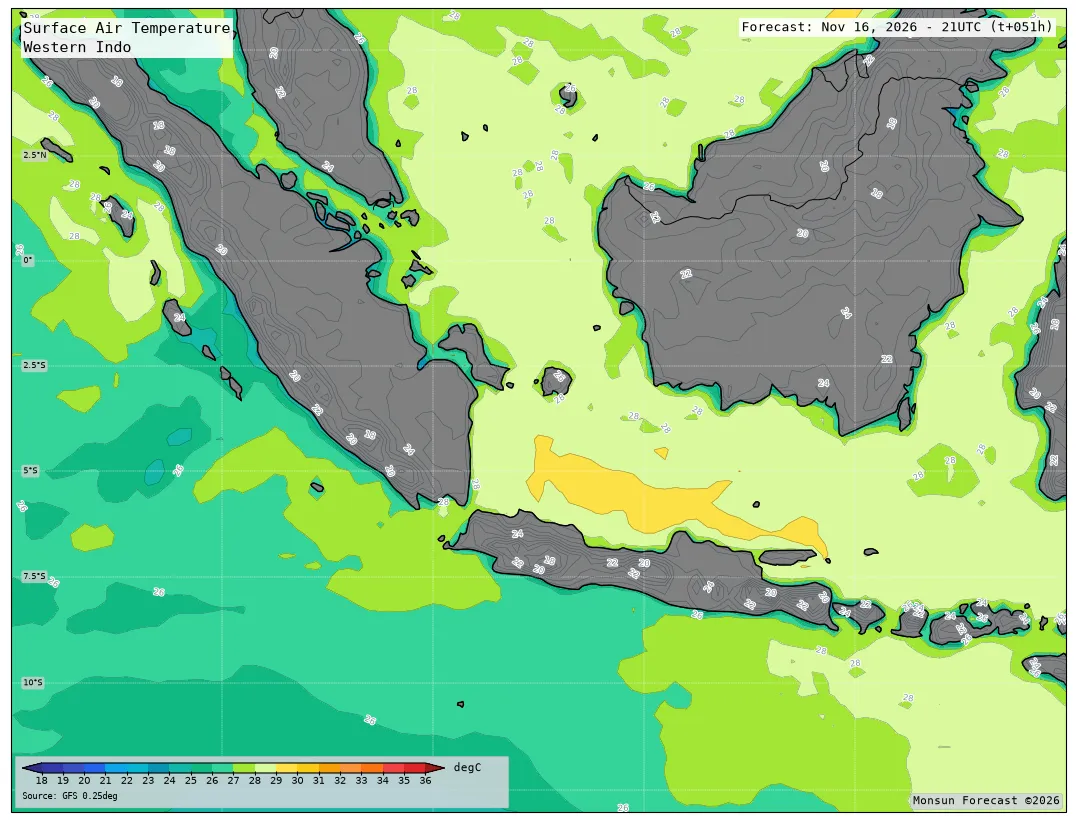 Surface Air Temperature
Western Indo
Forecast: Nov 16, 2026 - 21UTC (t+051h)
2.5°N
0°
2.5°S
5°S
7.5°S
10°S
degC
18 19 20 21 22 23 24 25 26 27 28 29 30 31 32 33 34 35 36
Source: GFS 0.25deg
Monsun Forecast ©2026